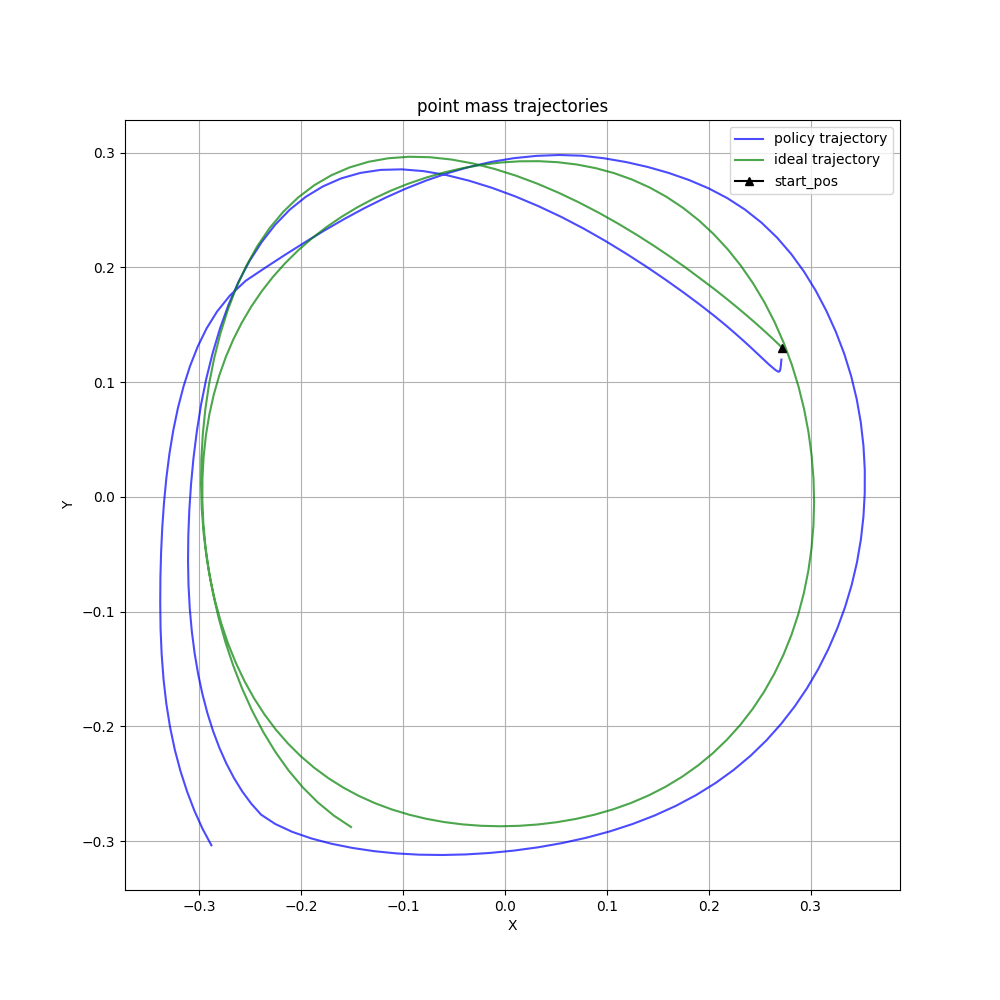 point mass trajectories
policy trajectory
ideal trajectory
start_pos
0.3
0.2
0.1
0.0
−0.1
−0.2
−0.3
Y
−0.3 −0.2 −0.1 0.0 0.1 0.2 0.3
X